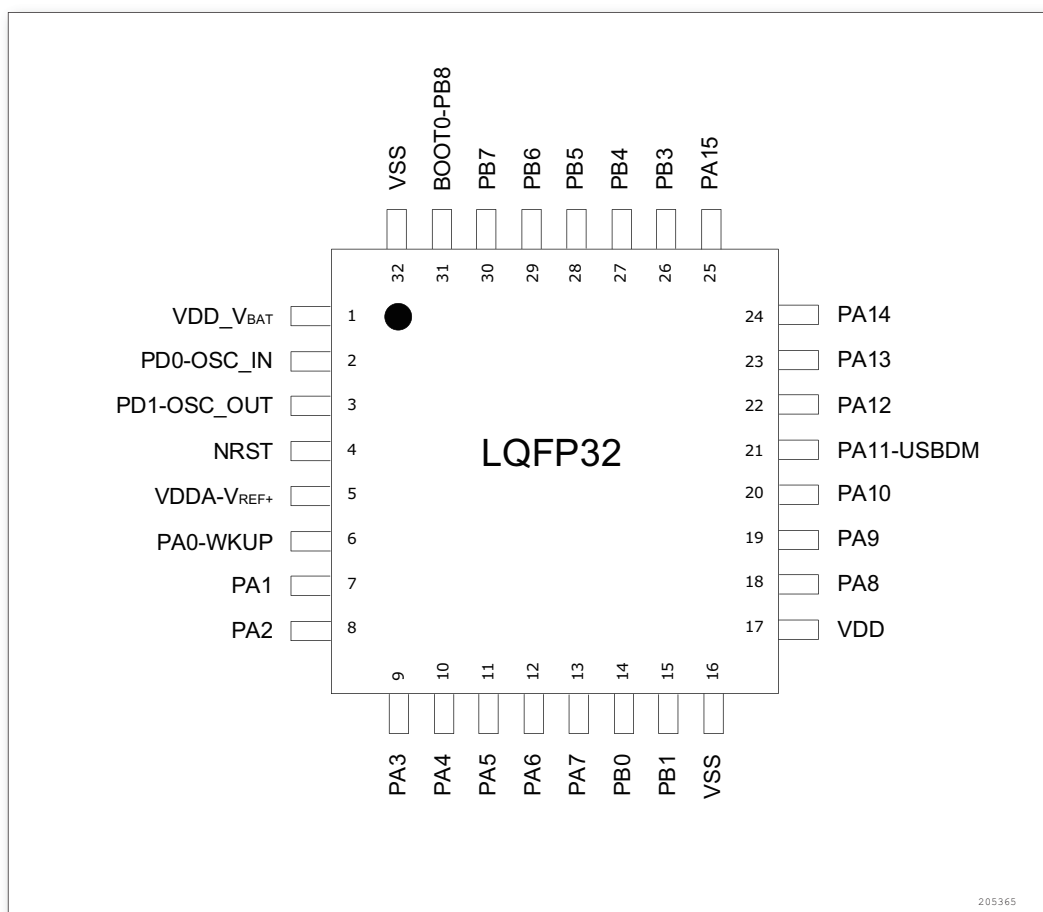 VSS
BOOT0-PB8
PB7
PB6
PB5
PB4
PB3
PA15
32
31
30
29
28
27
26
25
VDD_VBAT
1
PD0-OSC_IN
2
PD1-OSC_OUT
3
NRST
4
VDDA-VREF+
5
PA0-WKUP
6
PA1
7
PA2
8
LQFP32
24
PA14
23
PA13
22
PA12
21
PA11-USBDM
20
PA10
19
PA9
18
PA8
17
VDD
9
10
11
12
13
14
15
16
PA3
PA4
PA5
PA6
PA7
PB0
PB1
VSS
205365